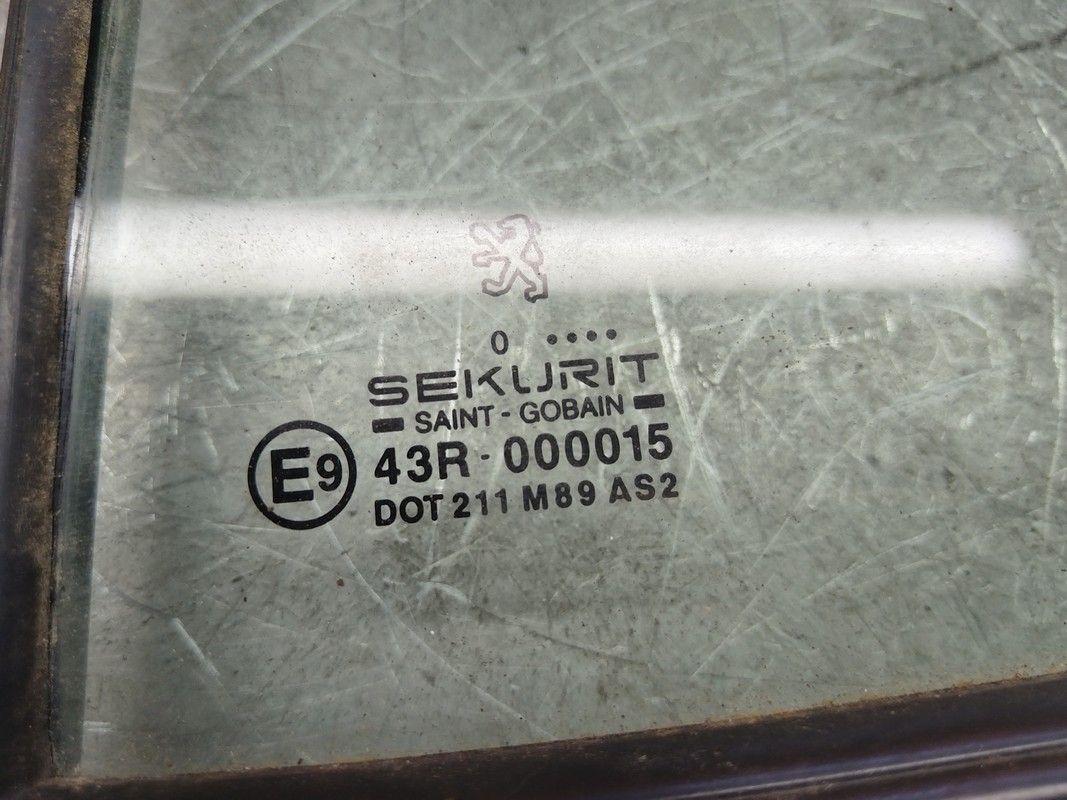 0 ••••
SEKURIT
SAINT - GOBAIN
E9 43R - 000015
DOT 211 M89 AS2